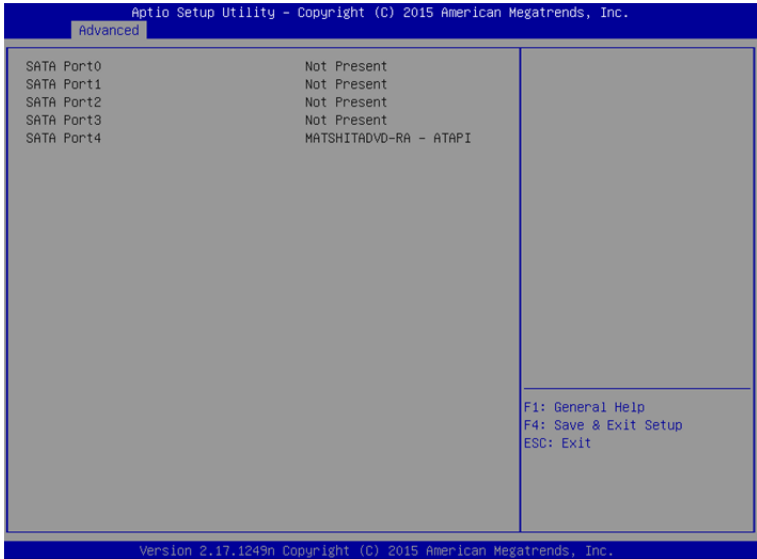 Aptio Setup Utility – Copyright (C) 2015 American Megatrends, Inc.
Advanced
SATA Port0 Not Present
SATA Port1 Not Present
SATA Port2 Not Present
SATA Port3 Not Present
SATA Port4 MATSHITADVD-RA – ATAPI
F1: General Help
F4: Save & Exit Setup
ESC: Exit
Version 2.17.1249n Copyright (C) 2015 American Megatrends, Inc.